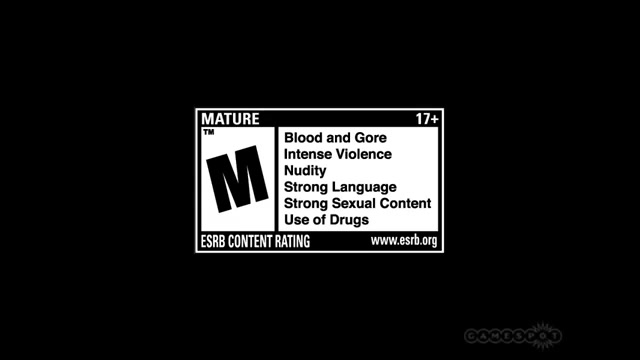 MATURE 17+
TM
M
Blood and Gore
Intense Violence
Nudity
Strong Language
Strong Sexual Content
Use of Drugs
ESRB CONTENT RATING www.esrb.org
GAMESPOT